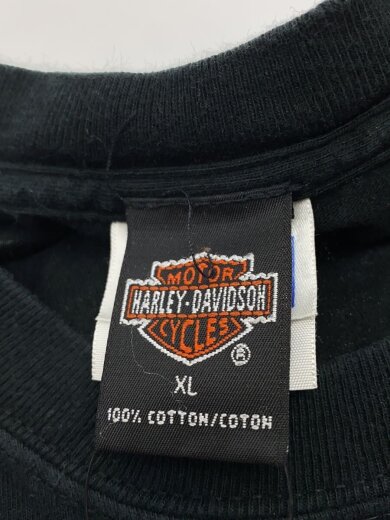 MOTOR
HARLEY-DAVIDSON
CYCLES
®
XL
100% COTTON/COTON